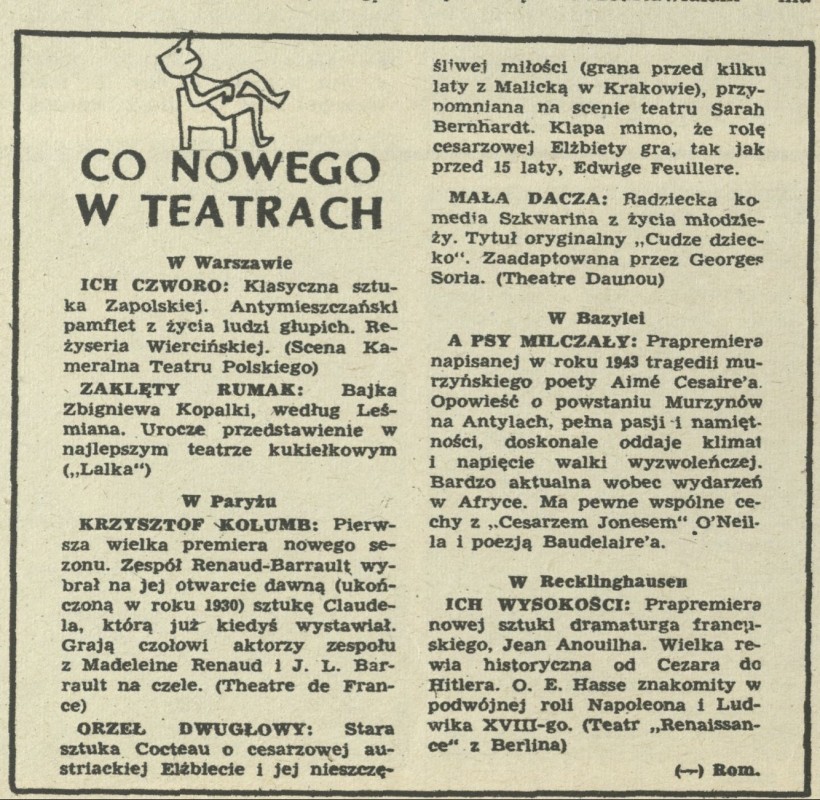 CO NOWEGO
W TEATRACH
W Warszawie
ICH CZWORO: Klasyczna sztu-
ka Zapolskiej. Antymieszczański
pamflet z życia ludzi głupich. Re-
żyseria Wiercińskiej. (Scena Ka-
meralna Teatru Polskiego)
ZAKLĘTY RUMAK: Bajka
Zbigniewa Kopalki, według Leś-
miana. Urocze przedstawienie w
najlepszym teatrze kukiełkowym
(„Lalka“)
W Paryżu
KRZYSZTOF KOLUMB: Pierw-
sza wielka premiera nowego se-
zonu. Zespół Renaud-Barrault wy-
brał na jej otwarcie dawną (ukoń-
czoną w roku 1930) sztukę Claude-
la, którą już kiedyś wystawiał.
Grają czołowi aktorzy zespołu
z Madeleine Renaud i J. L. Bar-
rault na czele. (Theatre de Fran-
ce)
ORZEŁ DWUGŁOWY: Stara
sztuka Cocteau o cesarzowej au-
striackiej Elżbiecie i jej nieszczę-
śliwej miłości (grana przed kilku
laty z Malicką w Krakowie), przy-
pomniana na scenie teatru Sarah
Bernhardt. Klapa mimo, że rolę
cesarzowej Elżbiety gra, tak jak
przed 15 laty, Edwige Feuillere.
MAŁA DACZA: Radziecka ko-
media Szkwarina z życia młodzie-
ży. Tytuł oryginalny „Cudze dziec-
ko“. Zaadaptowana przez Georges
Soria. (Theatre Daunou)
W Bazylei
A PSY MILCZAŁY: Prapremiera
napisanej w roku 1943 tragedii mu-
rzyńskiego poety Aimé Cesaire'a.
Opowieść o powstaniu Murzynów
na Antylach, pełna pasji i namięt-
ności, doskonale oddaje klimat
i napięcie walki wyzwoleńczej.
Bardzo aktualna wobec wydarzeń
w Afryce. Ma pewne wspólne ce-
chy z „Cesarzem Jonesem“ O'Neil-
la i poezją Baudelaire'a.
W Recklinghausen
ICH WYSOKOŚCI: Prapremiera
nowej sztuki dramaturga francu-
skiego, Jean Anouilha. Wielka re-
wia historyczna od Cezara do
Hitlera. O. E. Hasse znakomity w
podwójnej roli Napoleona i Lud-
wika XVIII-go. (Teatr „Renaissan-
ce“ z Berlina)
(—) Rom.